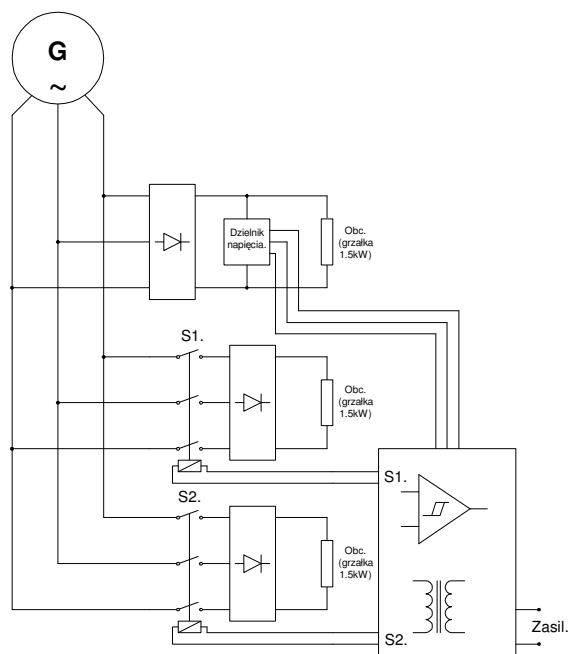 G
~
Dzielnik
napięcia.
Obc.
(grzałka
1.5kW)
S1.
Obc.
(grzałka
1.5kW)
S1.
S2.
Obc.
(grzałka
1.5kW)
S2.
Zasil.